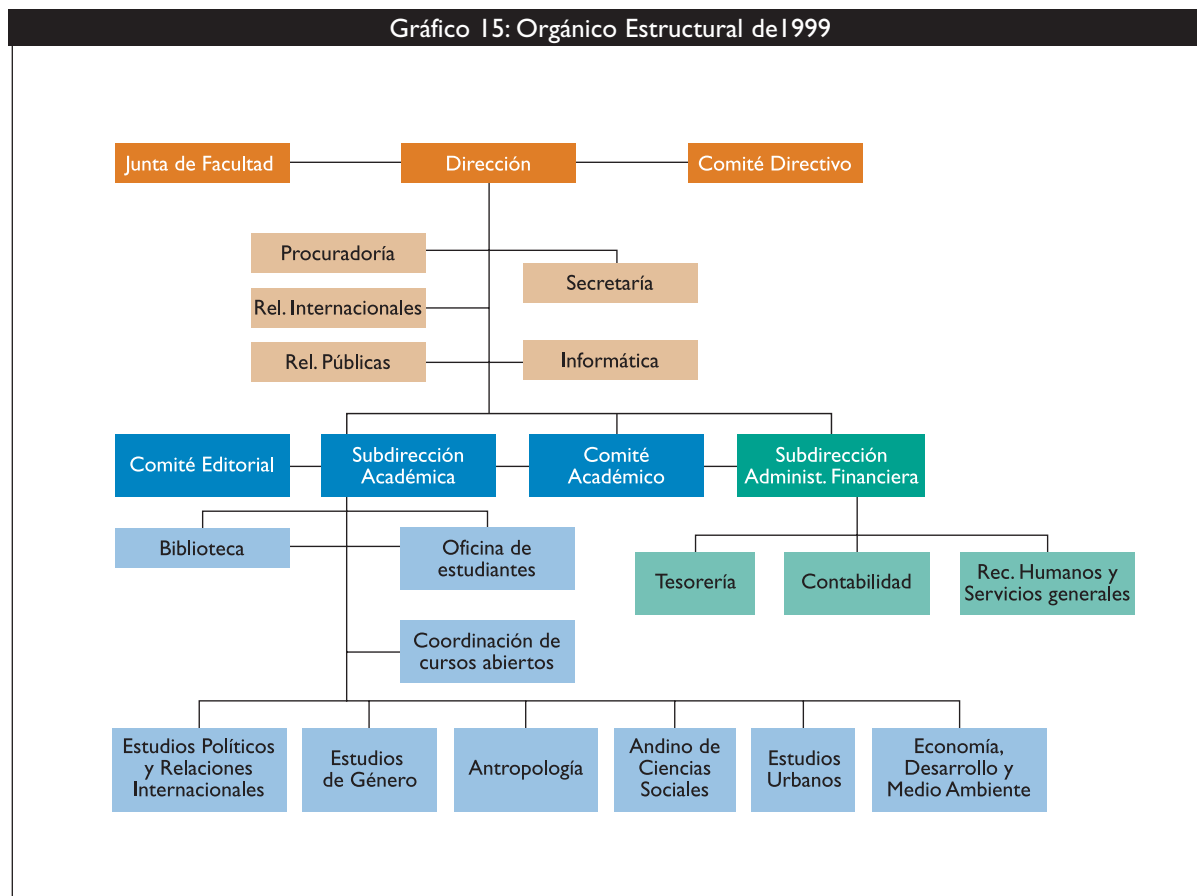 Gráfico 15: Orgánico Estructural de1999
Junta de Facultad
Dirección
Comité Directivo
Procuradoría
Secretaría
Rel. Internacionales
Rel. Públicas
Informática
Comité Editorial
Subdirección
Académica
Comité
Académico
Subdirección
Administ. Financiera
Biblioteca
Oficina de
estudiantes
Tesorería
Contabilidad
Rec. Humanos y
Servicios generales
Coordinación de
cursos abiertos
Estudios Políticos
y Relaciones
Internacionales
Estudios
de Género
Antropología
Andino de
Ciencias
Sociales
Estudios
Urbanos
Economía,
Desarrollo y
Medio Ambiente